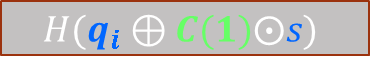 H(qᵢ ⊕ C(1)⊙s)